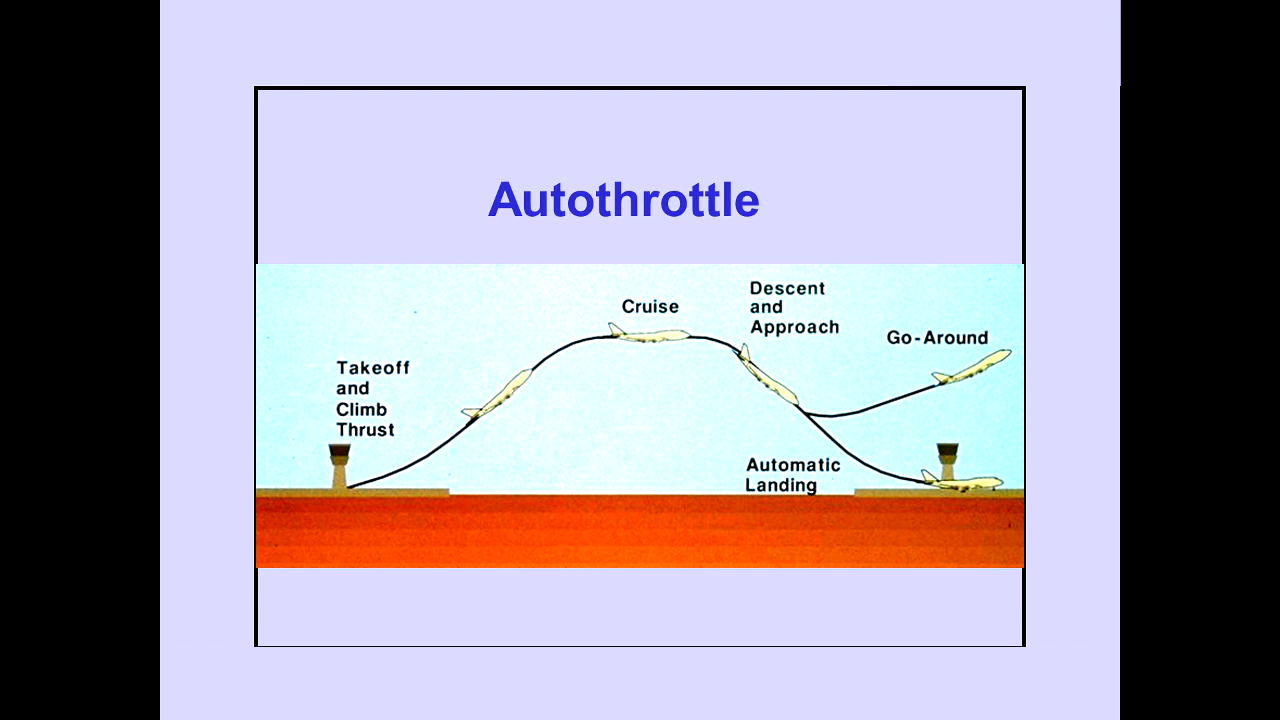 Autothrottle
Takeoff
and
Climb
Thrust
Cruise
Descent
and
Approach
Go-Around
Automatic
Landing